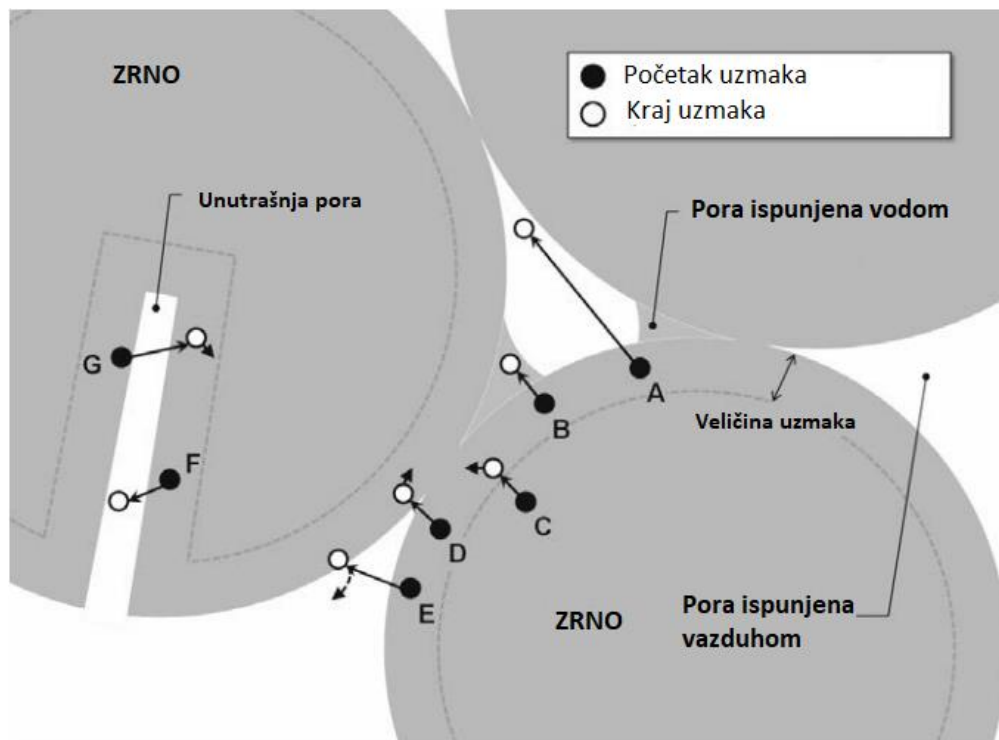 ZRNO
Početak uzmaka
Kraj uzmaka
Unutrašnja pora
Pora ispunjena vodom
G
A
B
Veličina uzmaka
F
C
D
E
ZRNO
Pora ispunjena
vazduhom